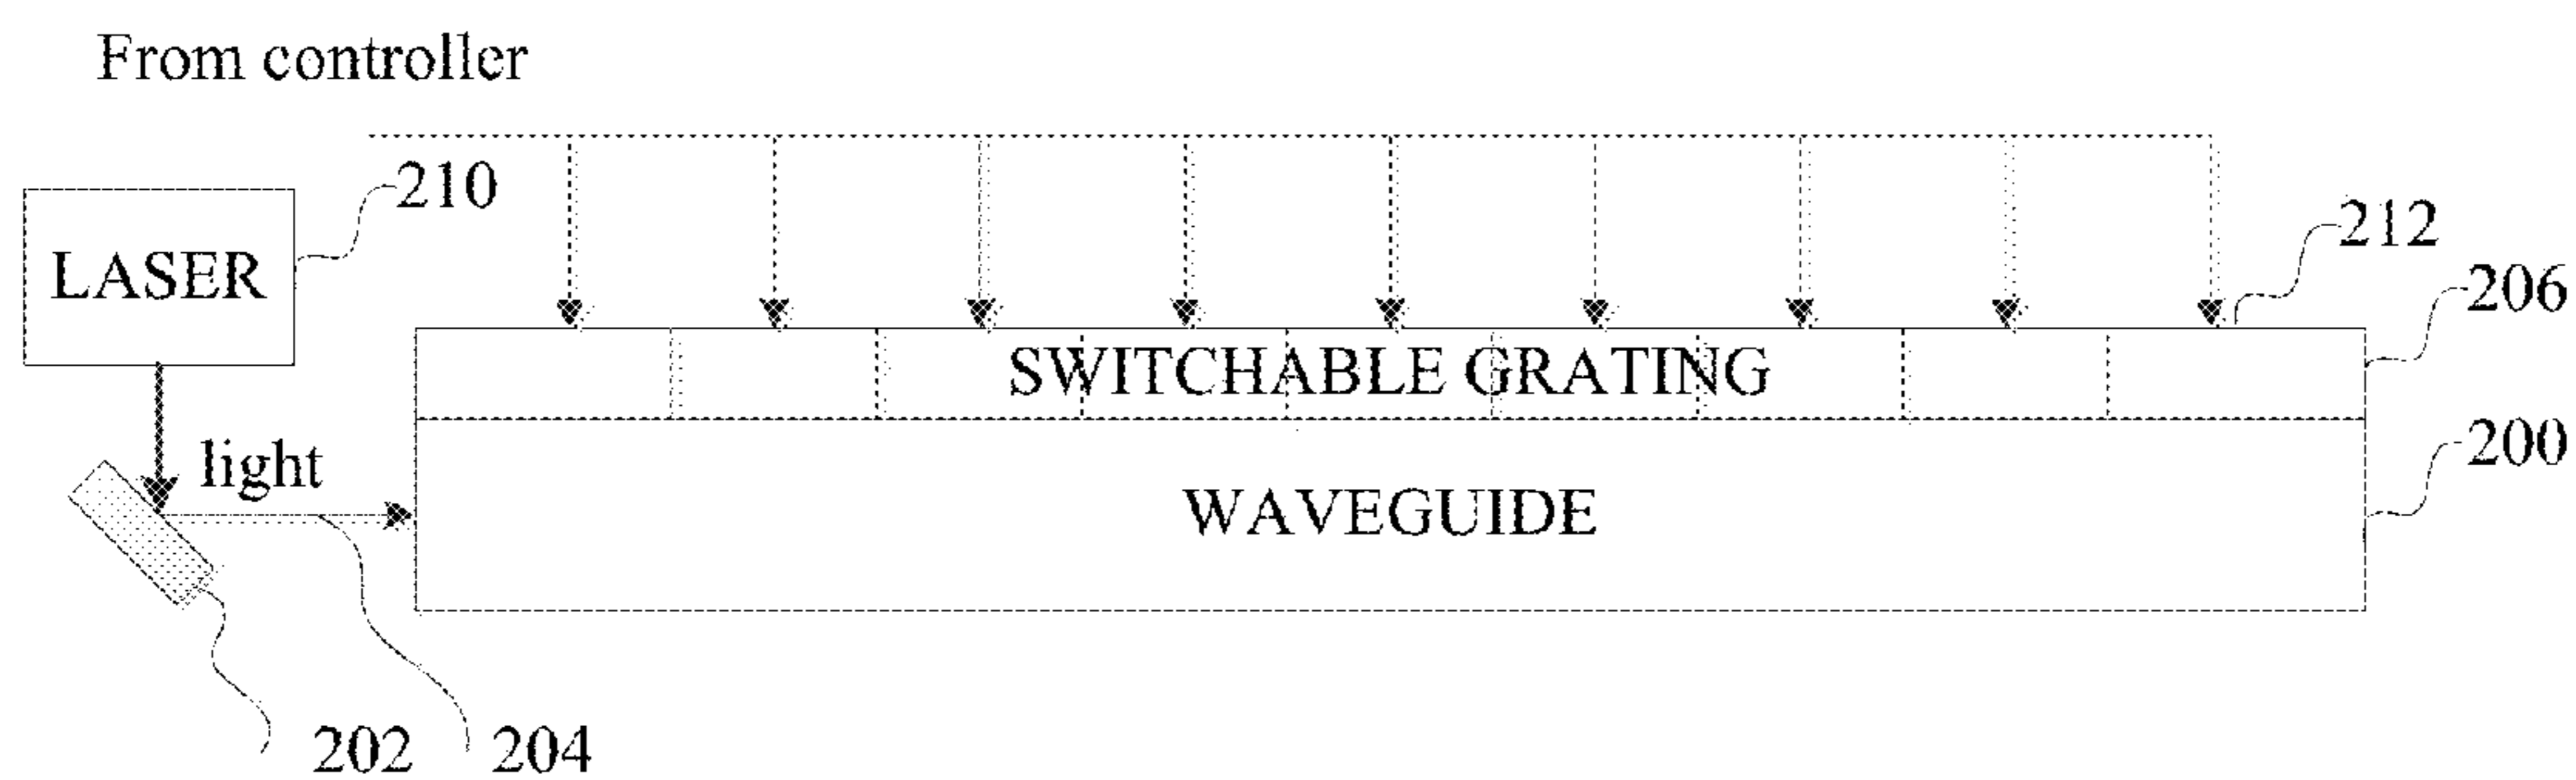 From controller
210
LASER
212
206
SWITCHABLE GRATING
light
200
WAVEGUIDE
202
204